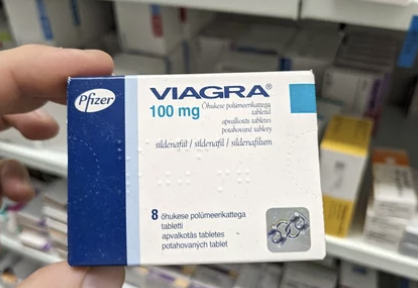 Pfizer
VIAGRA®
100 mg
Õhukese polümeerikattega
tabletid
apvalkotās tabletes
potahované tablety
sildenafiil / sildenafil / sildenafilum
8 õhukese polümeerikattega
tabletti
apvalkotās tabletes
potahovaných tablet